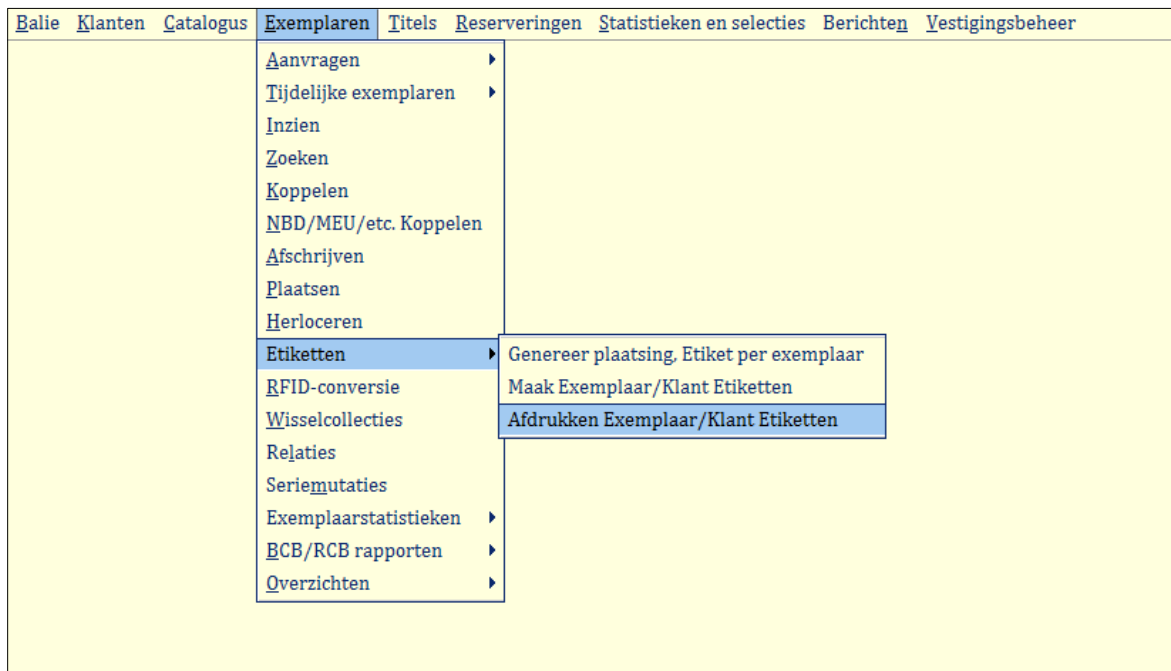 Balie Klanten Catalogus Exemplaren Titels Reserveringen Statistieken en selecties Berichten Vestigingsbeheer
Aanvragen
Tijdelijke exemplaren
Inzien
Zoeken
Koppelen
NBD/MEU/etc. Koppelen
Afschrijven
Plaatsen
Herloceren
Etiketten
Genereer plaatsing, Etiket per exemplaar
RFID-conversie
Maak Exemplaar/Klant Etiketten
Wisselcollecties
Afdrukken Exemplaar/Klant Etiketten
Relaties
Seriemutaties
Exemplaarstatistieken
BCB/RCB rapporten
Overzichten